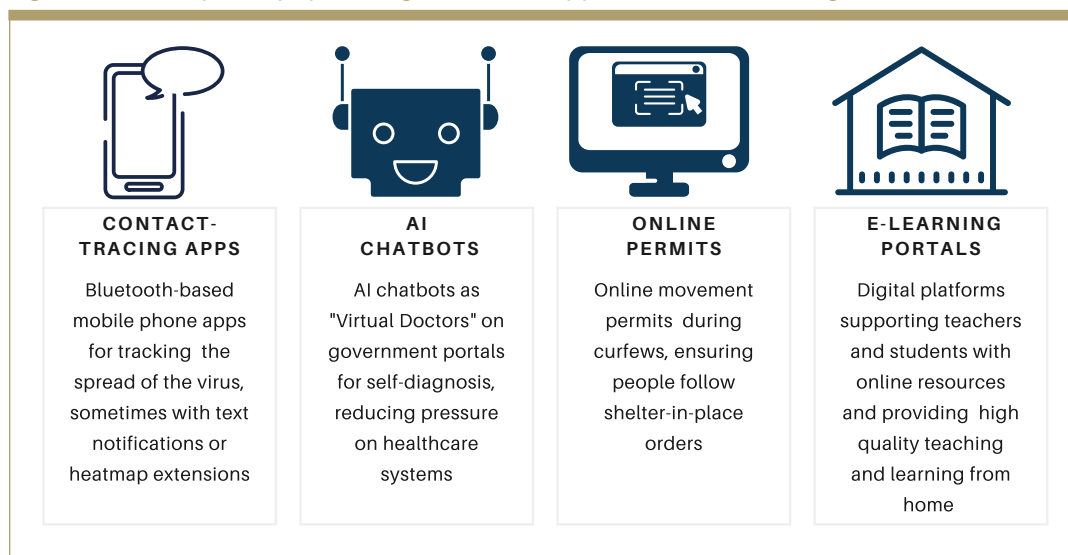 CONTACT-
TRACING APPS
Bluetooth-based
mobile phone apps
for tracking  the
spread of the virus,
sometimes with text
notifications or
heatmap extensions
AI
CHATBOTS
AI chatbots as
"Virtual Doctors" on
government portals
for self-diagnosis,
reducing pressure
on healthcare
systems
ONLINE
PERMITS
Online movement
permits  during
curfews, ensuring
people follow
shelter-in-place
orders
E-LEARNING
PORTALS
Digital platforms
supporting teachers
and students with
online resources
and providing  high
quality teaching
and learning from
home